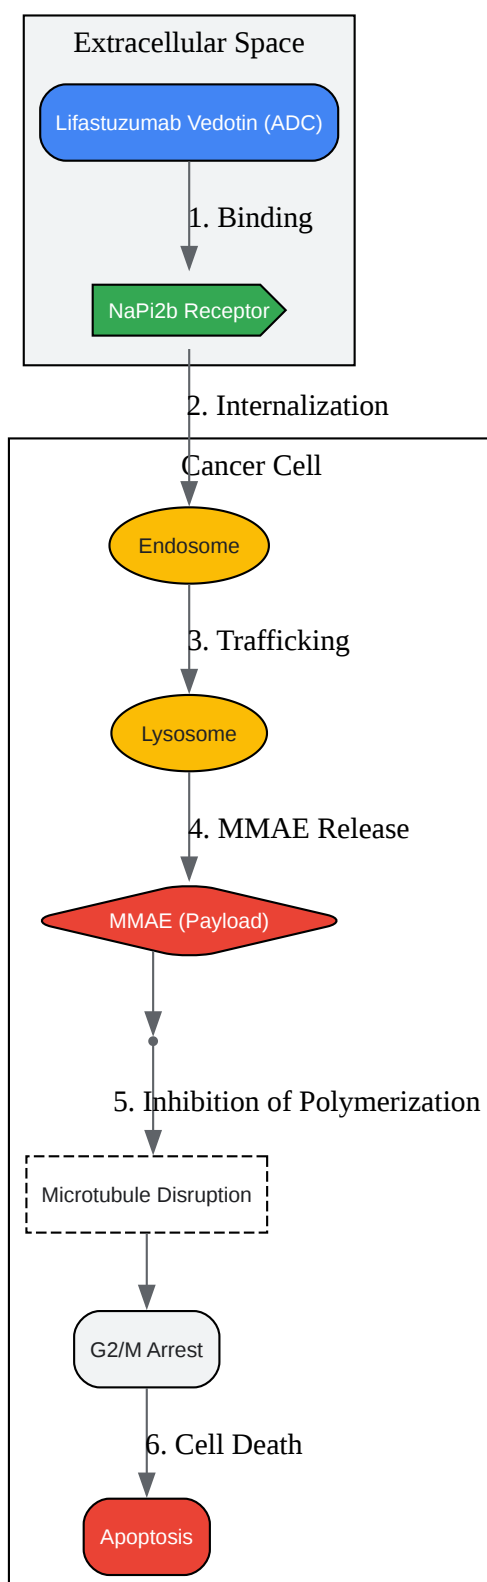 Extracellular Space
Lifastuzumab Vedotin (ADC)
1. Binding
NaPi2b Receptor
2. Internalization
Cancer Cell
Endosome
3. Trafficking
Lysosome
4. MMAE Release
MMAE (Payload)
5. Inhibition of Polymerization
Microtubule Disruption
G2/M Arrest
6. Cell Death
Apoptosis